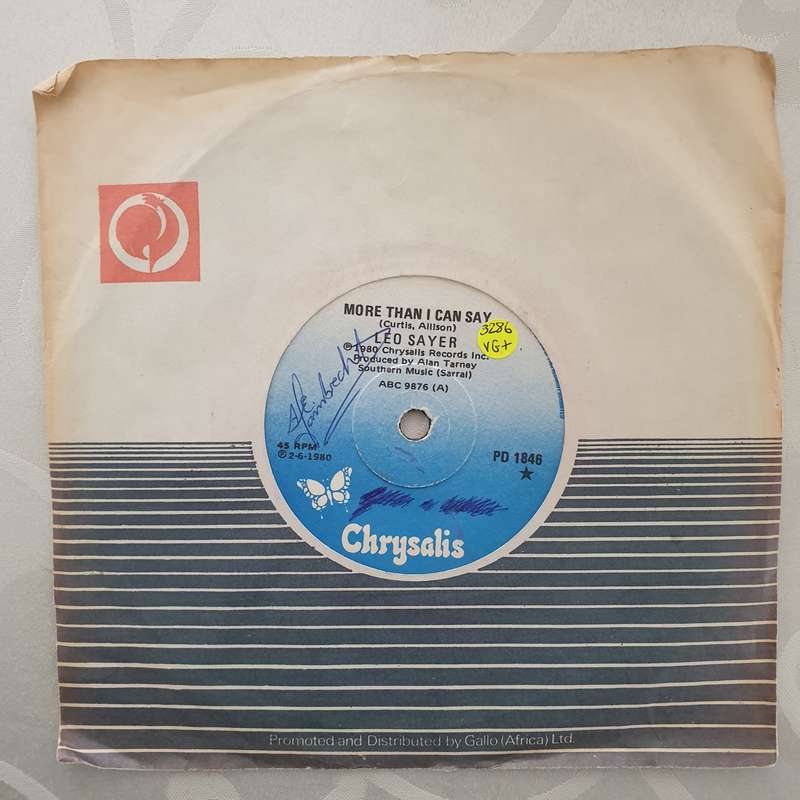 MORE THAN I CAN SAY
(Curtis, Allison)
LEO SAYER
℗1980 Chrysalis Records Inc.
Produced by Alan Tarney
Southern Music (Sarral)
ABC 9876 (A)
3286
VG+
45 RPM
℗2-6-1980
PD 1846
Chrysalis
Promoted and Distributed by Gallo (Africa) Ltd.